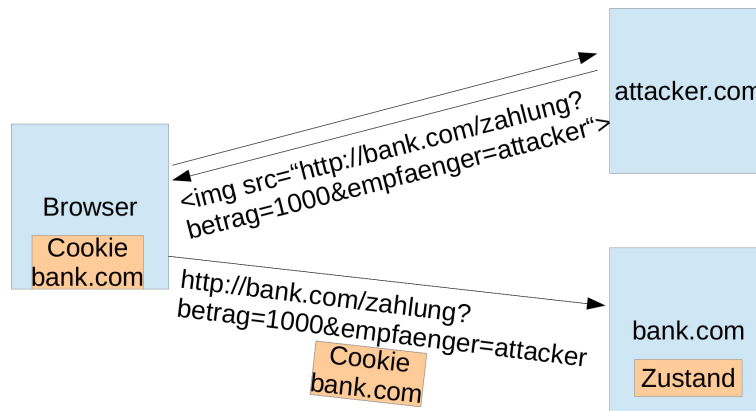 attacker.com
<img src=“http://bank.com/zahlung?
betrag=1000&empfaenger=attacker“>
Browser
Cookie
bank.com
http://bank.com/zahlung?
betrag=1000&empfaenger=attacker
Cookie
bank.com
bank.com
Zustand